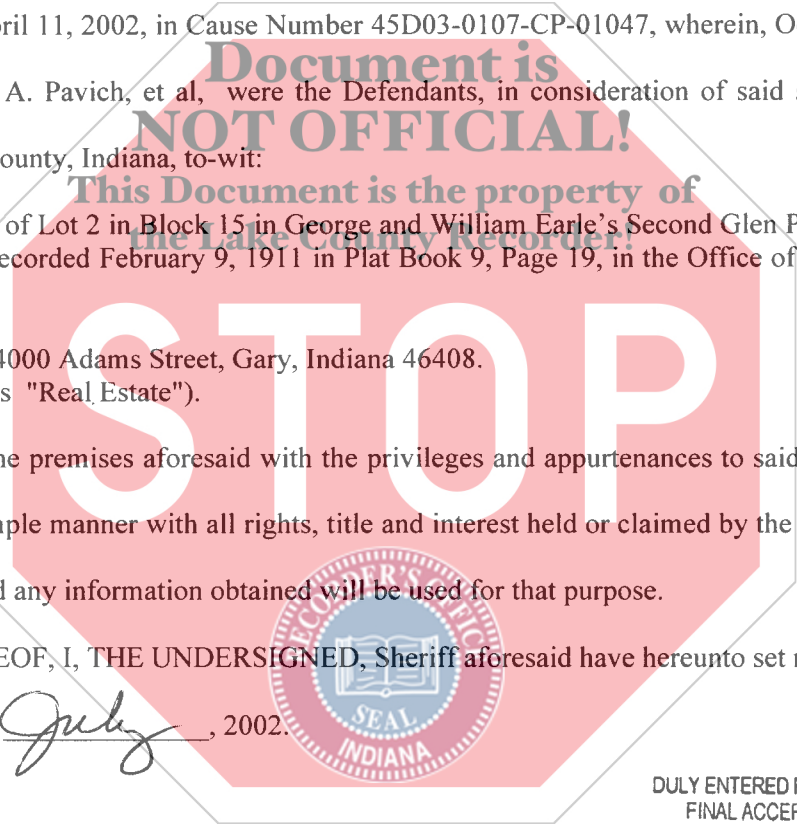 ril 11, 2002, in Cause Number 45D03-0107-CP-01047, wherein, O
Document is
A. Pavich, et al, were the Defendants, in consideration of said
NOT OFFICIAL!
ounty, Indiana, to-wit:
This Document is the property of
of Lot 2 in Block 15 in George and William Earle's Second Glen P
the Lake County Recorder!
ecorded February 9, 1911 in Plat Book 9, Page 19, in the Office of
STOP
4000 Adams Street, Gary, Indiana 46408.
s "Real Estate").
he premises aforesaid with the privileges and appurtenances to said
nple manner with all rights, title and interest held or claimed by the
d any information obtained will be used for that purpose.
RECORDER'S OFFICE
EOF, I, THE UNDERSIGNED, Sheriff aforesaid have hereunto set
SEAL
July, 2002.
INDIANA
DULY ENTERED
FINAL ACCE